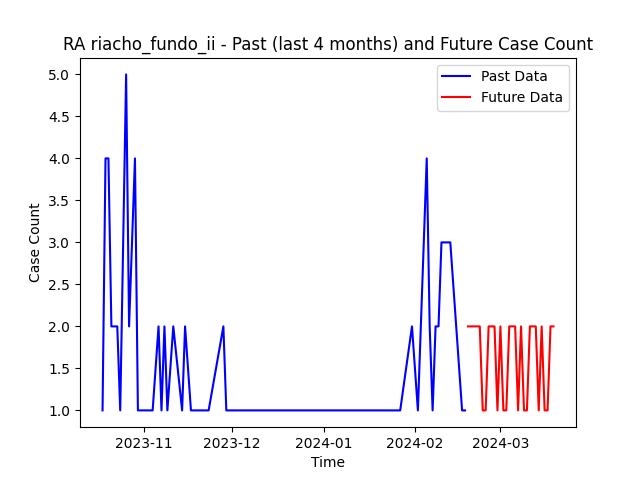 RA riacho_fundo_ii - Past (last 4 months) and Future Case Count
Past Data
Future Data
Case Count
5.0
4.5
4.0
3.5
3.0
2.5
2.0
1.5
1.0
2023-11
2023-12
2024-01
2024-02
2024-03
Time